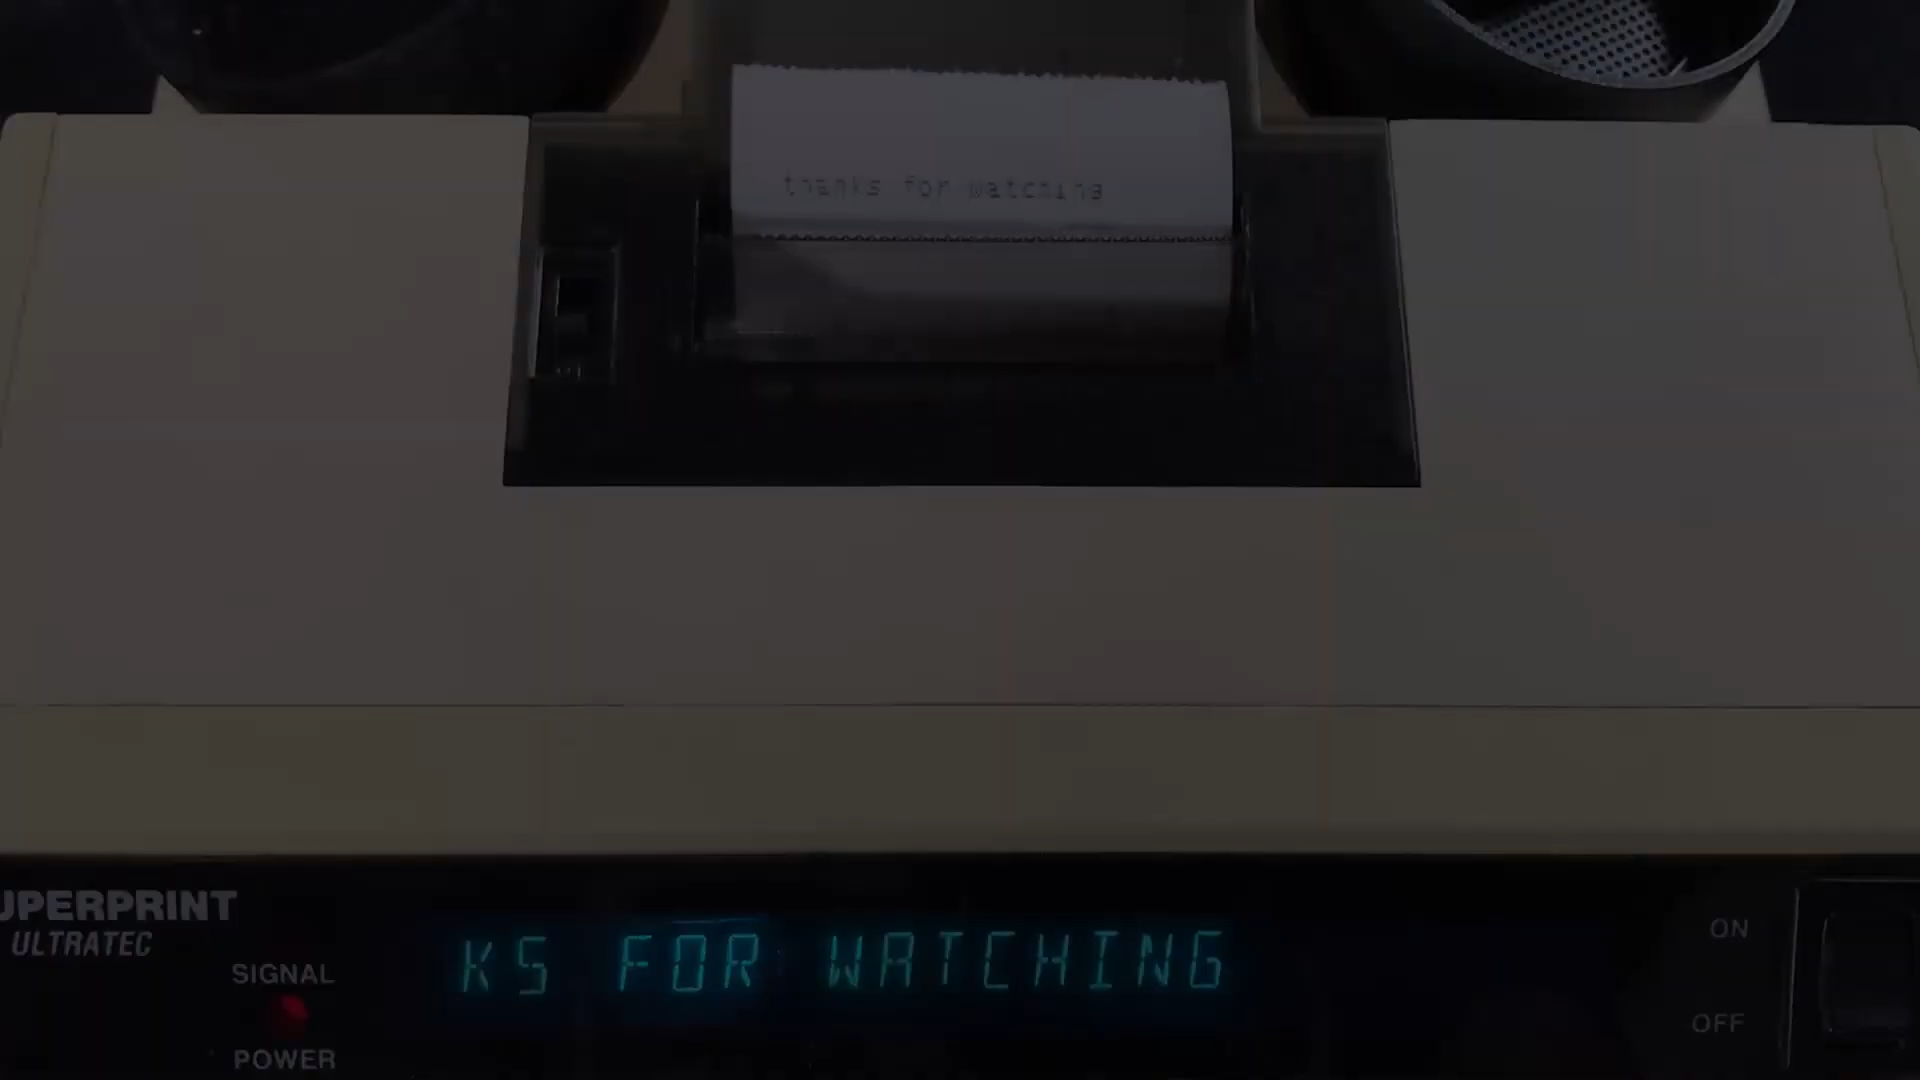 thanks for watching
UPERPRINT
ULTRATEC
SIGNAL
POWER
KS FOR WATCHING
ON
OFF